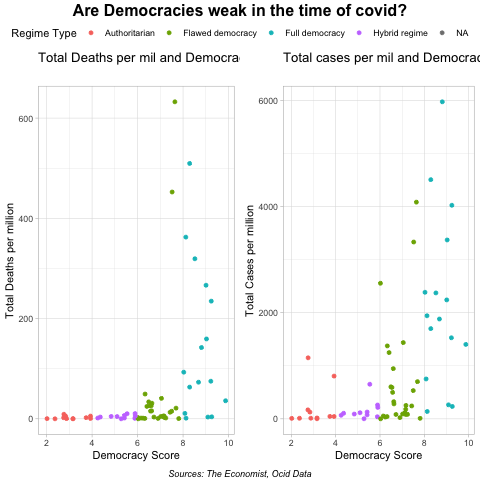 Are Democracies weak in the time of covid?
Regime Type Authoritarian Flawed democracy Full democracy Hybrid regime NA
Total Deaths per mil and Democra
Total cases per mil and Democrac
Total Deaths per million
600
400
200
0
2 4 6 8 10
Democracy Score
Total Cases per million
6000
4000
2000
0
2 4 6 8 10
Democracy Score
Sources: The Economist, Ocid Data